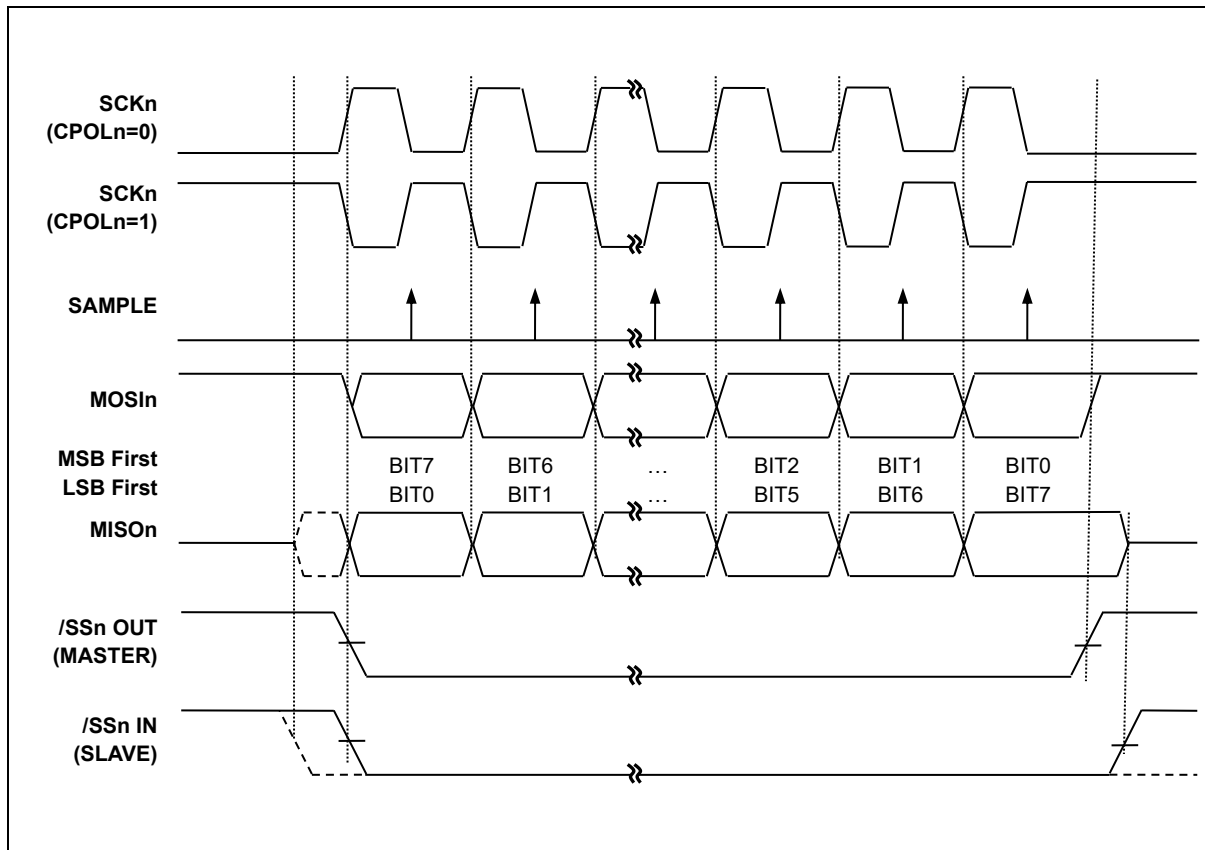 SCKn
(CPOLn=0)
SCKn
(CPOLn=1)
SAMPLE
MOSIn
MSB First BIT7 BIT6 … BIT2 BIT1 BIT0
LSB First BIT0 BIT1 … BIT5 BIT6 BIT7
MISOn
/SSn OUT
(MASTER)
/SSn IN
(SLAVE)